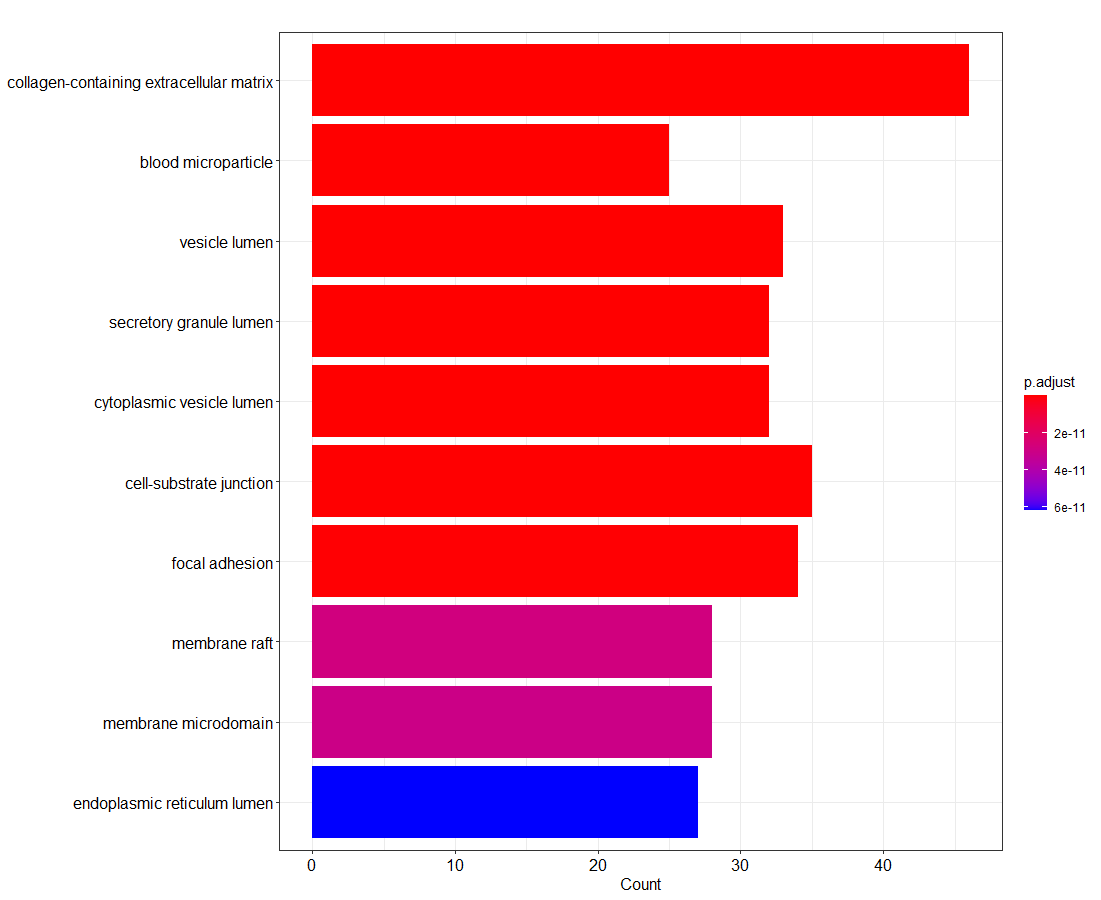 collagen-containing extracellular matrix
blood microparticle
vesicle lumen
secretory granule lumen
cytoplasmic vesicle lumen
cell-substrate junction
focal adhesion
membrane raft
membrane microdomain
endoplasmic reticulum lumen
0 10 20 30 40
Count
p.adjust
2e-11
4e-11
6e-11